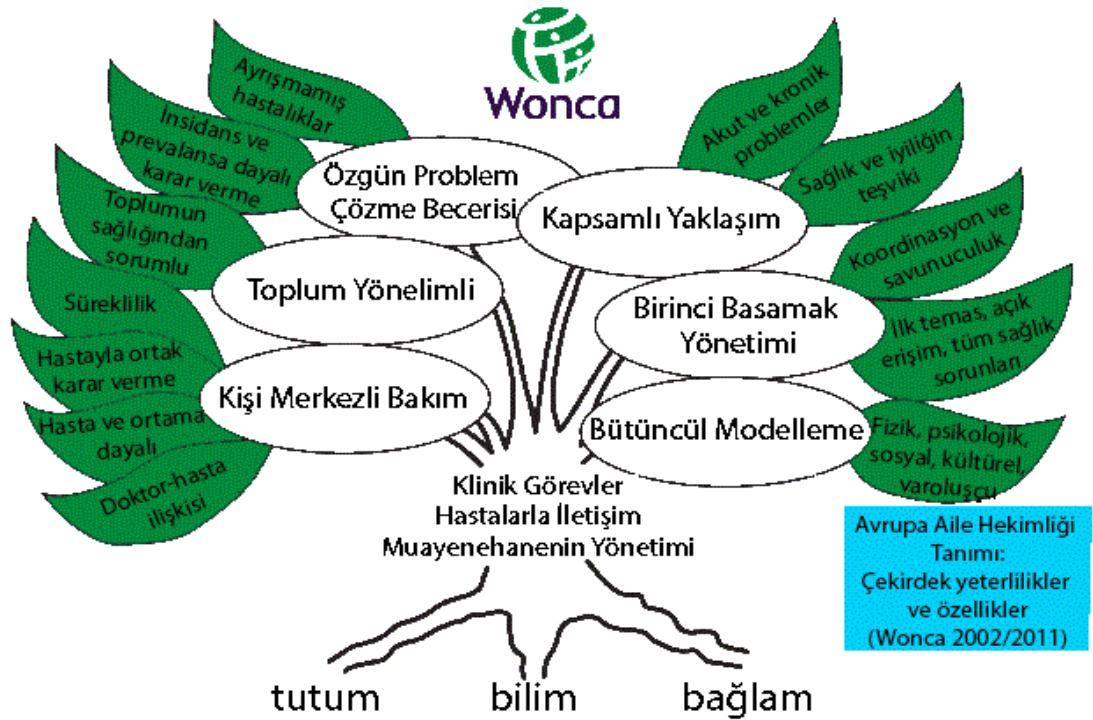 Wonca
Ayrışmamış
hastalıklar
İnsidans ve
prevalansa dayalı
karar verme
Toplumun
sağlığından
sorumlu
Süreklilik
Hastayla ortak
karar verme
Hasta ve ortama
dayalı
Doktor-hasta
ilişkisi
Özgün Problem
Çözme Becerisi
Toplum Yönelimli
Kişi Merkezli Bakım
Kapsamlı Yaklaşım
Birinci Basamak
Yönetimi
Bütüncül Modelleme
Akut ve kronik
problemler
Sağlık ve iyiliğin
teşviki
Koordinasyon ve
savunuculuk
İlk temas, açık
erişim, tüm sağlık
sorunları
Fizik, psikolojik,
sosyal, kültürel,
varoluşçu
Klinik Görevler
Hastalarla İletişim
Muayenehanenin Yönetimi
Avrupa Aile Hekimliği
Tanımı:
Çekirdek yeterlilikler
ve özellikler
(Wonca 2002/2011)
tutum
bilim
bağlam